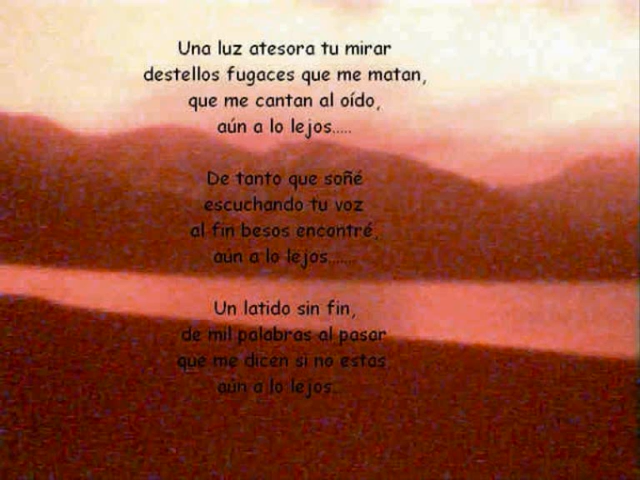 Una luz atesora tu mirar
destellos fugaces que me matan,
que me cantan al oído,
aún a lo lejos.....
De tanto que soñé
escuchando tu voz
al fin besos encontré,
aún a lo lejos.......
Un latido sin fin,
de mil palabras al pasar
que me dicen si no estas
aún a lo lejos..